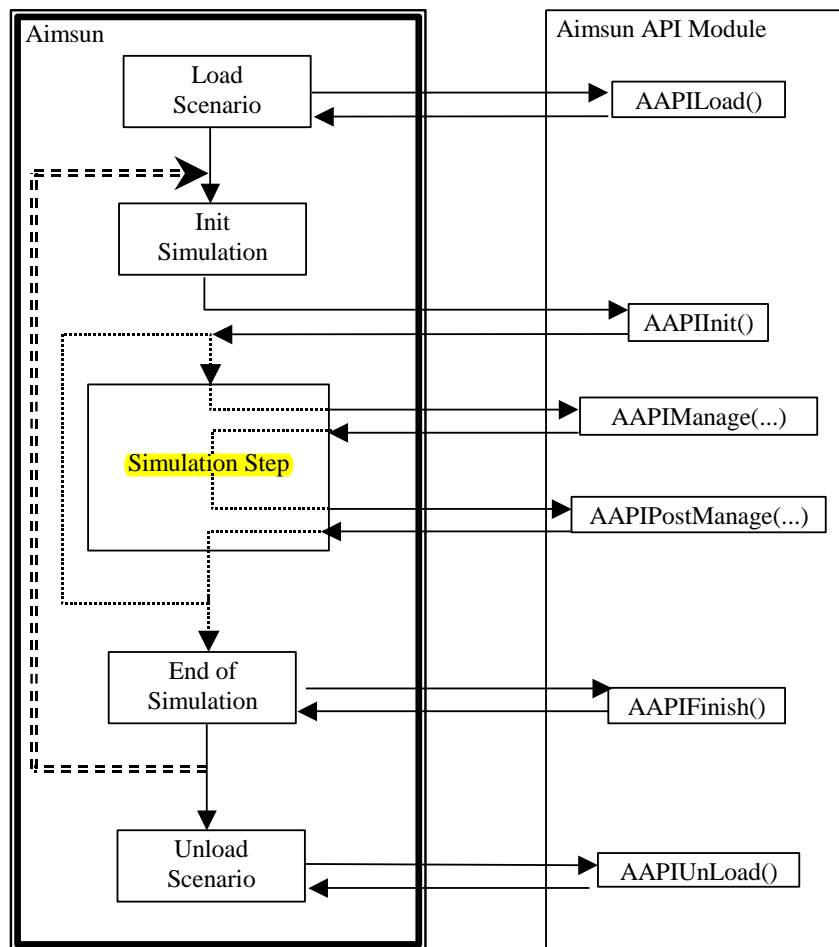 Aimsun
Aimsun API Module
Load
Scenario
AAPILoad()
Init
Simulation
AAPIInit()
AAPIManage(...)
Simulation Step
AAPIPostManage(...)
End of
Simulation
AAPIFinish()
Unload
Scenario
AAPIUnLoad()